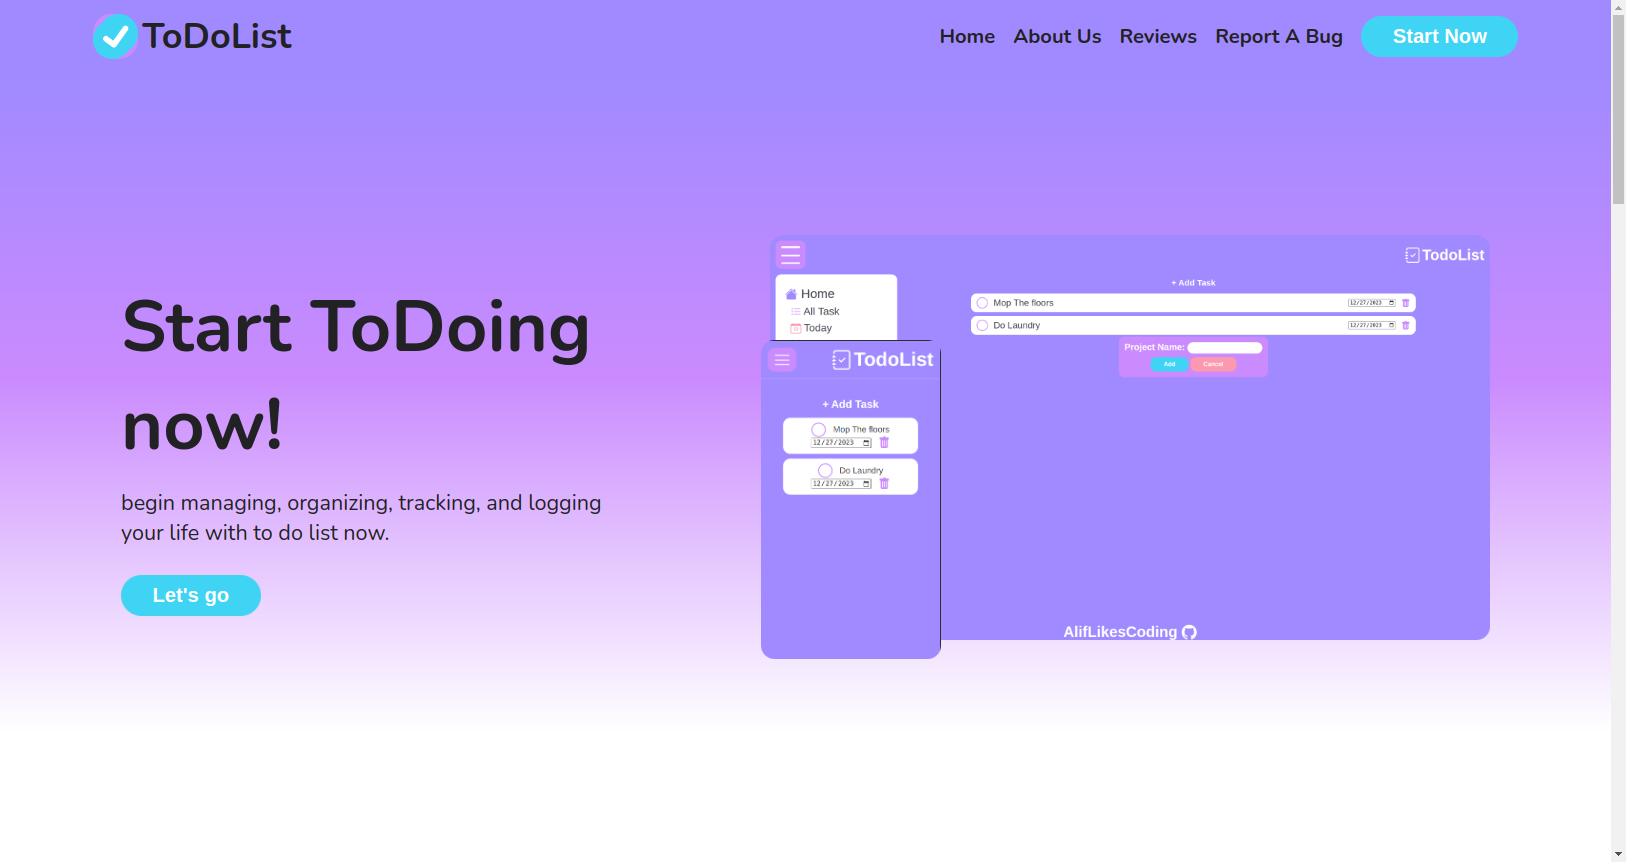 ToDoList
Home About Us Reviews Report A Bug Start Now
Start ToDoing
now!
begin managing, organizing, tracking, and logging
your life with to do list now.
Let's go
TodoList
Home
All Task
Today
+ Add Task
Mop The floors 12/27/2023
Do Laundry 12/27/2023
Project Name:
Add Cancel
AlifLikesCoding
TodoList
+ Add Task
Mop The floors
12/27/2023
Do Laundry
12/27/2023